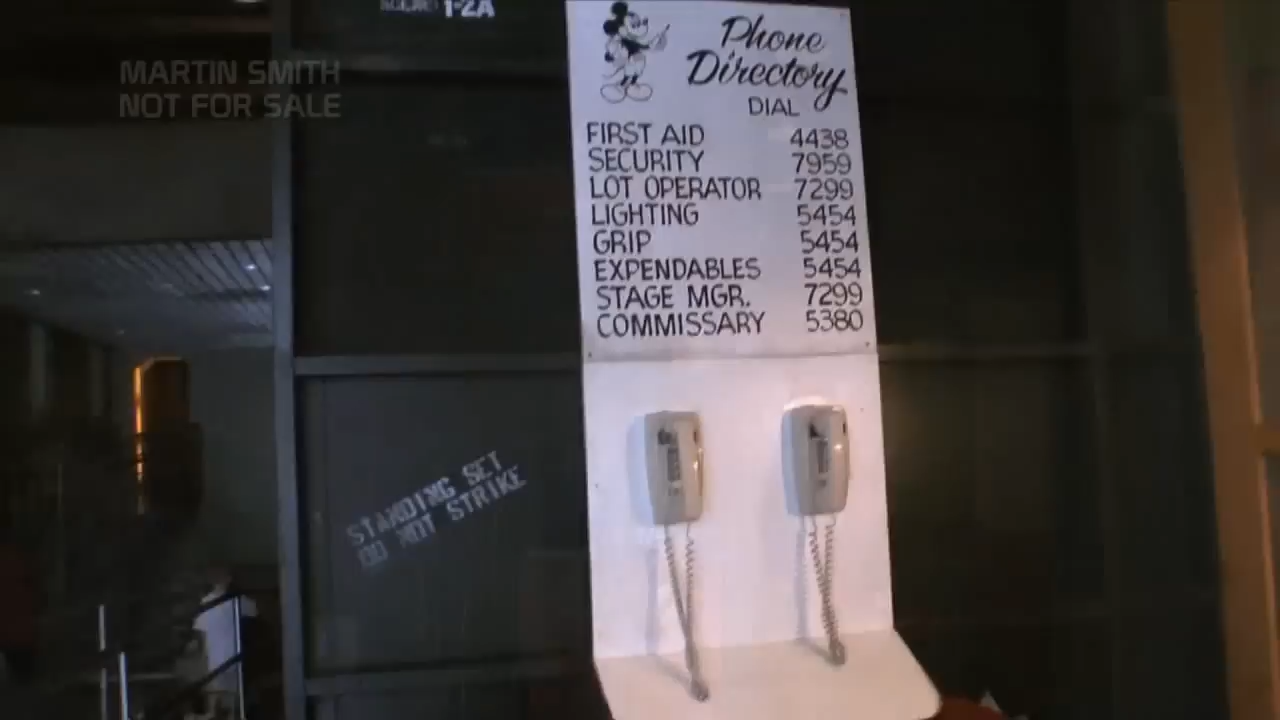 1-2A
MARTIN SMITH
NOT FOR SALE
Phone
Directory
DIAL
FIRST AID 4438
SECURITY 7959
LOT OPERATOR 7299
LIGHTING 5454
GRIP 5454
EXPENDABLES 5454
STAGE MGR. 7299
COMMISSARY 5380
STANDING SET
DO NOT STRIKE